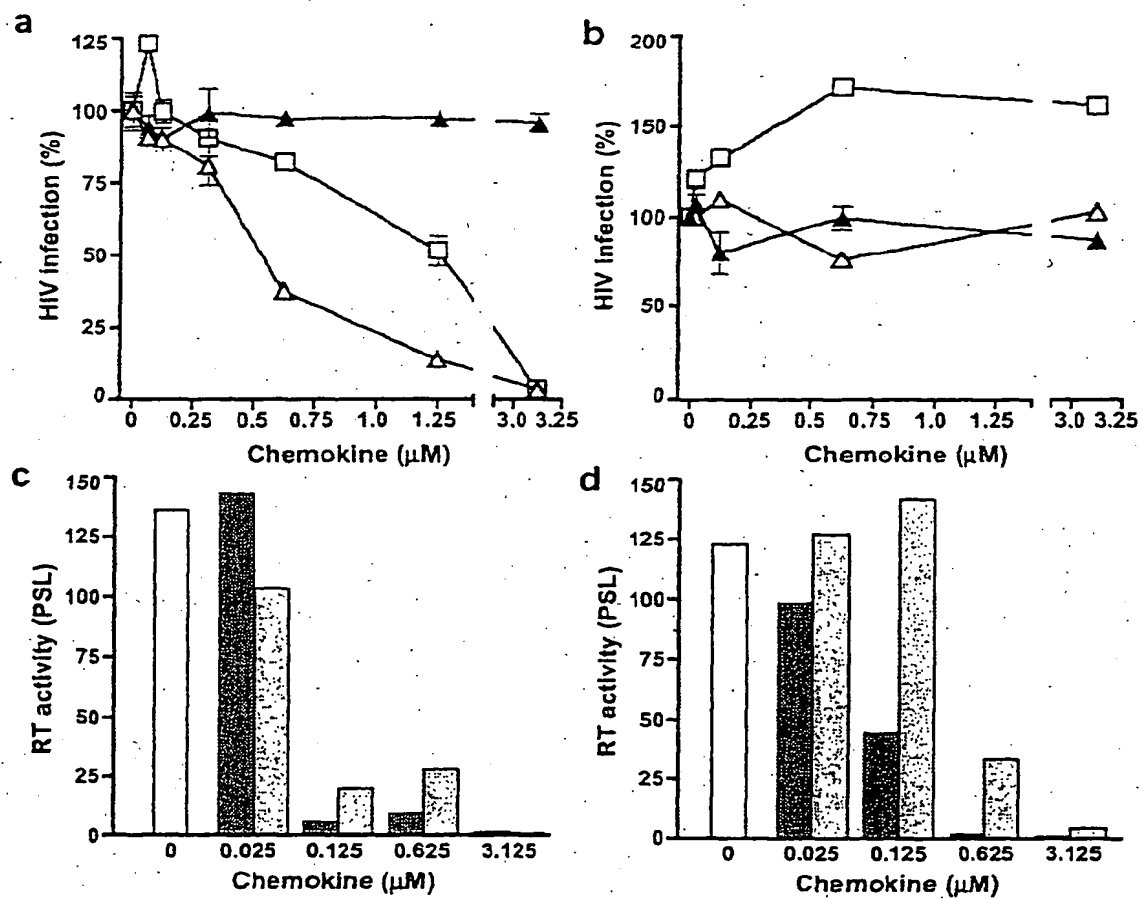 a
125
100
75
50
25
0
HIV infection (%)
0 0.25 0.5 0.75 1.0 1.25 3.0 3.25
Chemokine (μM)
b
200
150
100
50
0
HIV infection (%)
0 0.25 0.5 0.75 1.0 1.25 3.0 3.25
Chemokine (μM)
c
150
125
100
75
50
25
0
RT activity (PSL)
0 0.025 0.125 0.625 3.125
Chemokine (μM)
d
150
125
100
75
50
25
0
RT activity (PSL)
0 0.025 0.125 0.625 3.125
Chemokine (μM)